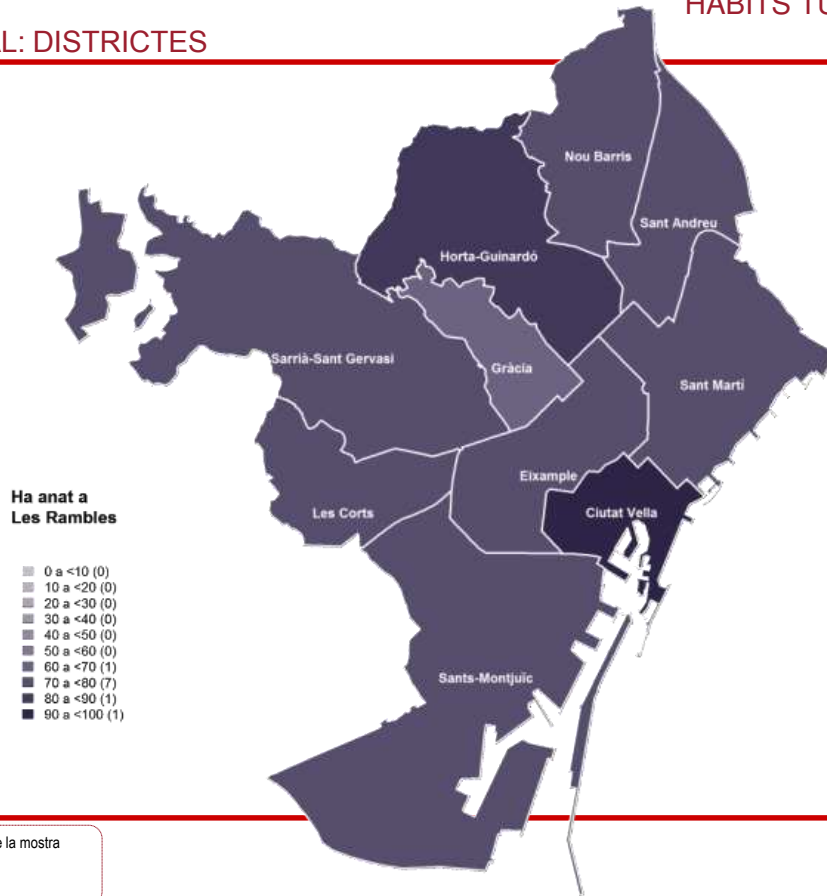 HÀBITS TU
L: DISTRICTES
Nou Barris
Sant Andreu
Horta-Guinardó
Sarrià-Sant Gervasi
Gràcia
Sant Martí
Eixample
Les Corts
Ciutat Vella
Sants-Montjuïc
Ha anat a
Les Rambles
0 a <10 (0)
10 a <20 (0)
20 a <30 (0)
30 a <40 (0)
40 a <50 (0)
50 a <60 (0)
60 a <70 (1)
70 a <80 (7)
80 a <90 (1)
90 a <100 (1)
la mostra